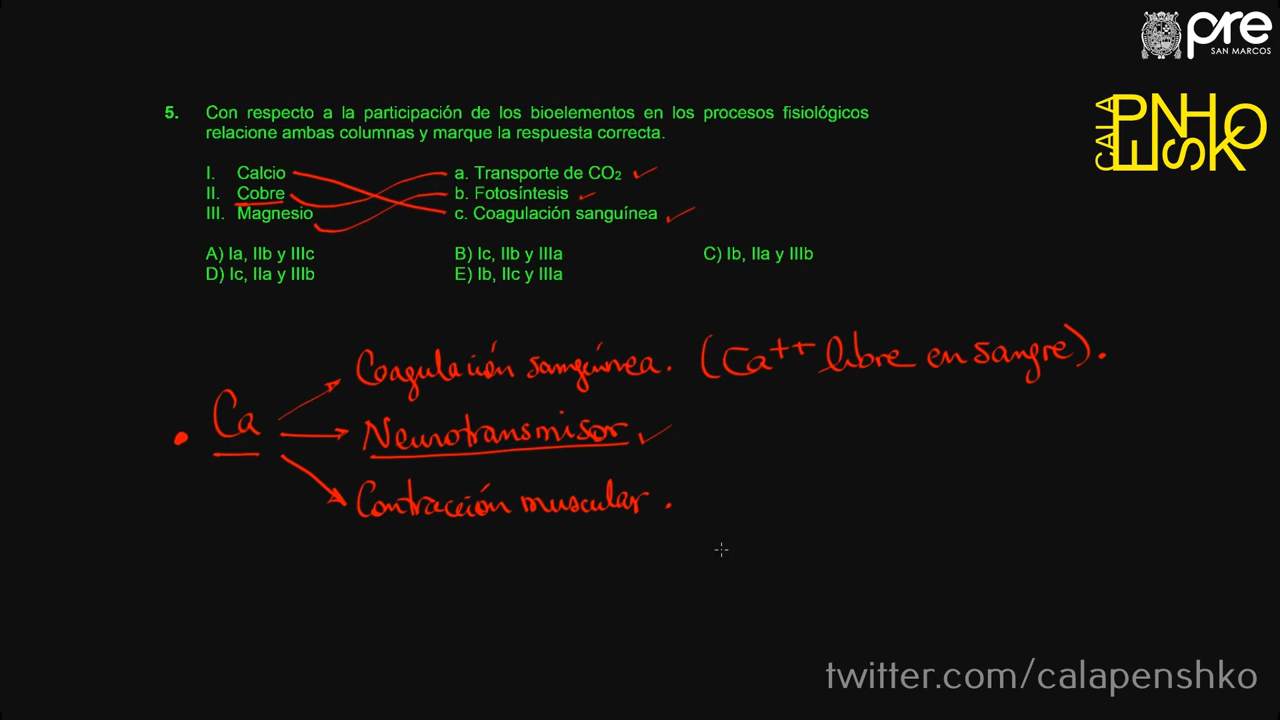 pre
SAN MARCOS
CALA
PENSHKO
5. Con respecto a la participación de los bioelementos en los procesos fisiológicos
relacione ambas columnas y marque la respuesta correcta.
I. Calcio a. Transporte de CO₂
II. Cobre b. Fotosíntesis
III. Magnesio c. Coagulación sanguínea
A) Ia, IIb y IIIc B) Ic, IIb y IIIa C) Ib, IIa y IIIb
D) Ic, IIa y IIIb E) Ib, IIc y IIIa
Coagulación sanguínea. (Ca++ libre en sangre).
• Ca
Neurotransmisor
Contracción muscular.
twitter.com/calapenshko